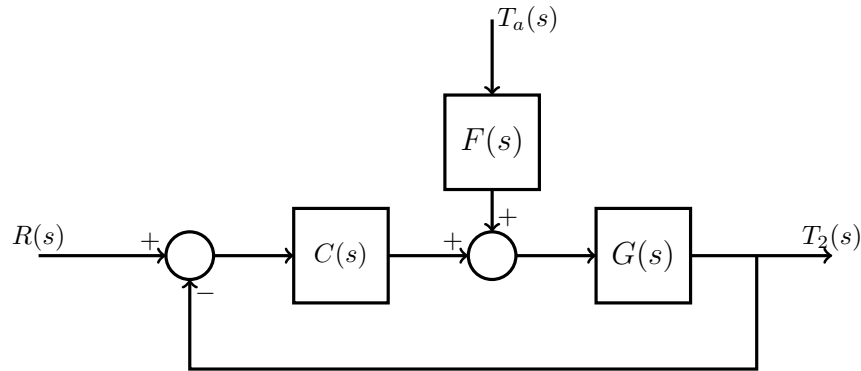 T_a(s)
F(s)
+
R(s)
+
C(s)
+
G(s)
T_2(s)
−